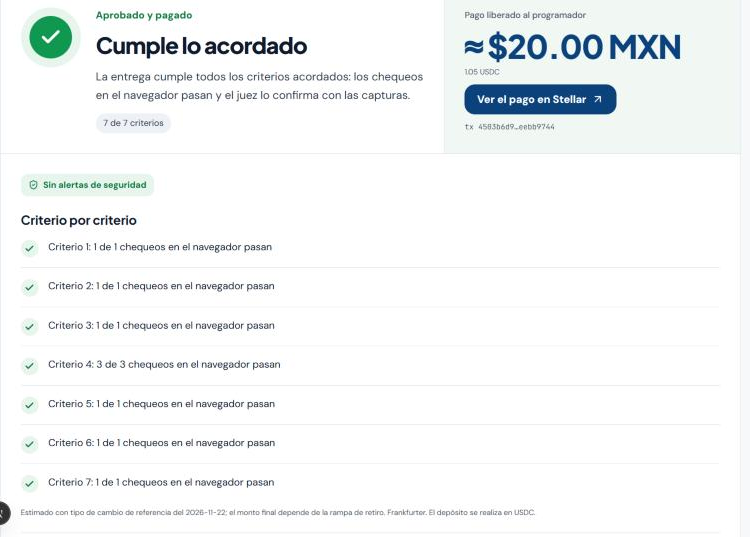 Aprobado y pagado
Cumple lo acordado
La entrega cumple todos los criterios acordados: los chequeos
en el navegador pasan y el juez lo confirma con las capturas.
7 de 7 criterios
Pago liberado al programador
≈$20.00 MXN
1.05 USDC
Ver el pago en Stellar ↗
tx 4503b6d9…eebb9744
Sin alertas de seguridad
Criterio por criterio
Criterio 1: 1 de 1 chequeos en el navegador pasan
Criterio 2: 1 de 1 chequeos en el navegador pasan
Criterio 3: 1 de 1 chequeos en el navegador pasan
Criterio 4: 3 de 3 chequeos en el navegador pasan
Criterio 5: 1 de 1 chequeos en el navegador pasan
Criterio 6: 1 de 1 chequeos en el navegador pasan
Criterio 7: 1 de 1 chequeos en el navegador pasan
Estimado con tipo de cambio de referencia del 2026-11-22; el monto final depende de la rampa de retiro. Frankfurter. El depósito se realiza en USDC.